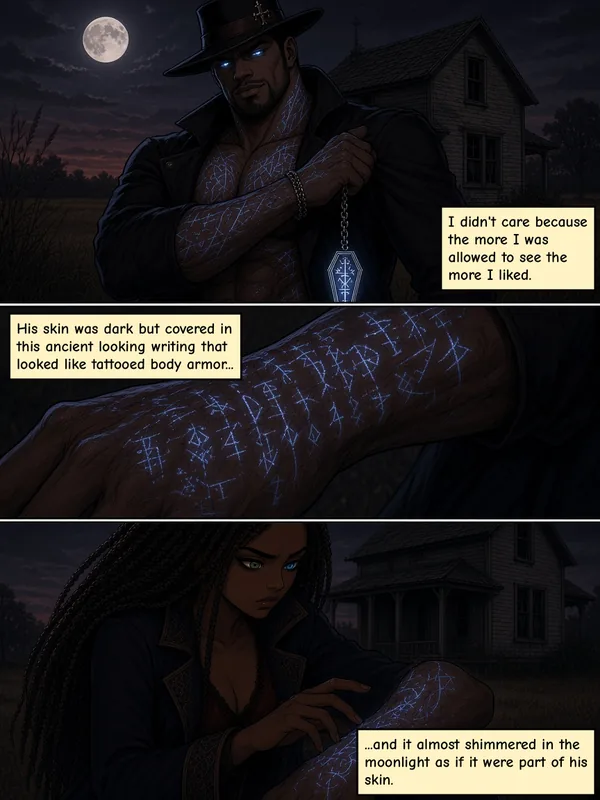 I didn't care because
the more I was
allowed to see the
more I liked.
His skin was dark but covered in
this ancient looking writing that
looked like tattooed body armor...
...and it almost shimmered in the
moonlight as if it were part of his
skin.